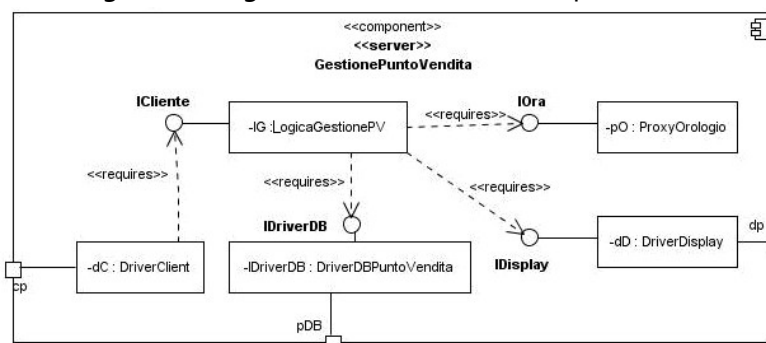 <<component>>
<<server>>
GestionePuntoVendita
ICliente
IOra
-lG :LogicaGestionePV
<<requires>>
-pO : ProxyOrologio
<<requires>>
<<requires>>
<<requires>>
IDriverDB
IDisplay
-dC : DriverClient
-lDriverDB : DriverDBPuntoVendita
-dD : DriverDisplay
dp
cp
pDB